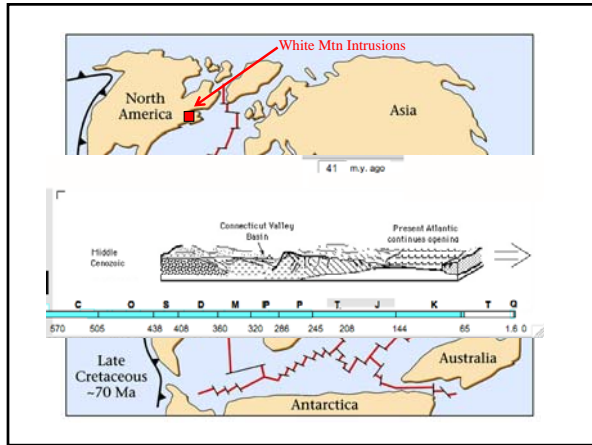 White Mtn Intrusions
North
America
Asia
41 m.y. ago
Connecticut Valley
Basin
Present Atlantic
continues opening
Middle
Cenozoic
C O S D M IP P T J K T Q
570 505 438 408 360 320 286 245 208 144 65 1.6 0
Late
Cretaceous
~70 Ma
Australia
Antarctica